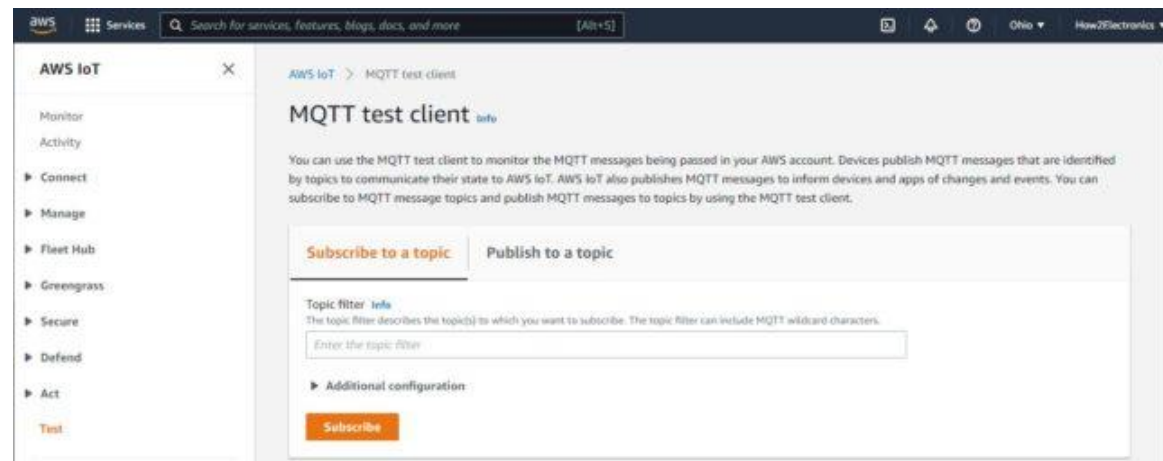 aws
Services
Search for services, features, blogs, docs, and more
[Alt+S]
Ohio
How2Electronics
AWS IoT
Monitor
Activity
Connect
Manage
Fleet Hub
Greengrass
Secure
Defend
Act
Test
AWS IoT > MQTT test client
MQTT test client Info
You can use the MQTT test client to monitor the MQTT messages being passed in your AWS account. Devices publish MQTT messages that are identified
by topics to communicate their state to AWS IoT. AWS IoT also publishes MQTT messages to inform devices and apps of changes and events. You can
subscribe to MQTT message topics and publish MQTT messages to topics by using the MQTT test client.
Subscribe to a topic
Publish to a topic
Topic filter Info
The topic filter describes the topic(s) to which you want to subscribe. The topic filter can include MQTT wildcard characters.
Enter the topic filter
Additional configuration
Subscribe